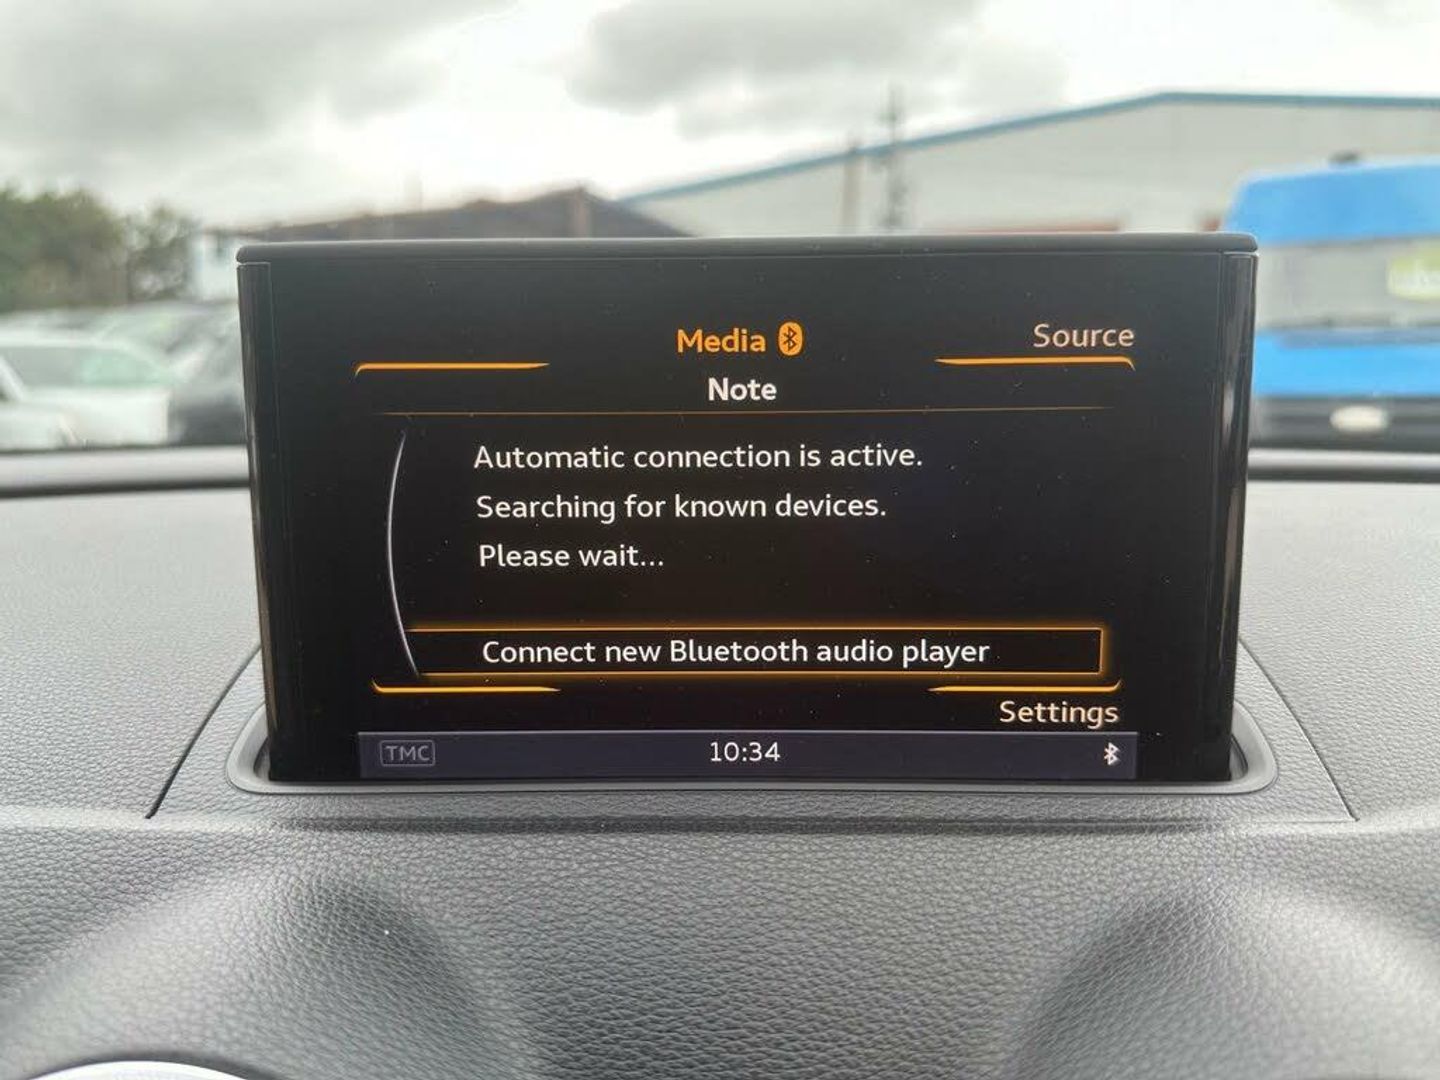 Media
Source
Note
Automatic connection is active.
Searching for known devices.
Please wait...
Connect new Bluetooth audio player
Settings
TMC
10:34